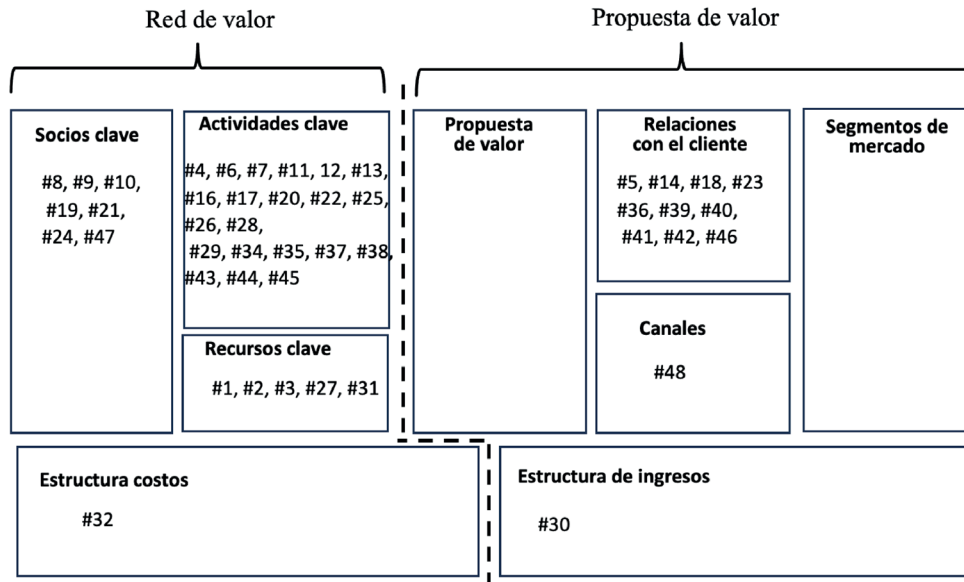 Red de valor
Propuesta de valor
Socios clave
#8, #9, #10,
#19, #21,
#24, #47
Actividades clave
#4, #6, #7, #11, 12, #13,
#16, #17, #20, #22, #25,
#26, #28,
#29, #34, #35, #37, #38,
#43, #44, #45
Recursos clave
#1, #2, #3, #27, #31
Propuesta
de valor
Relaciones
con el cliente
#5, #14, #18, #23
#36, #39, #40,
#41, #42, #46
Canales
#48
Segmentos de
mercado
Estructura costos
#32
Estructura de ingresos
#30